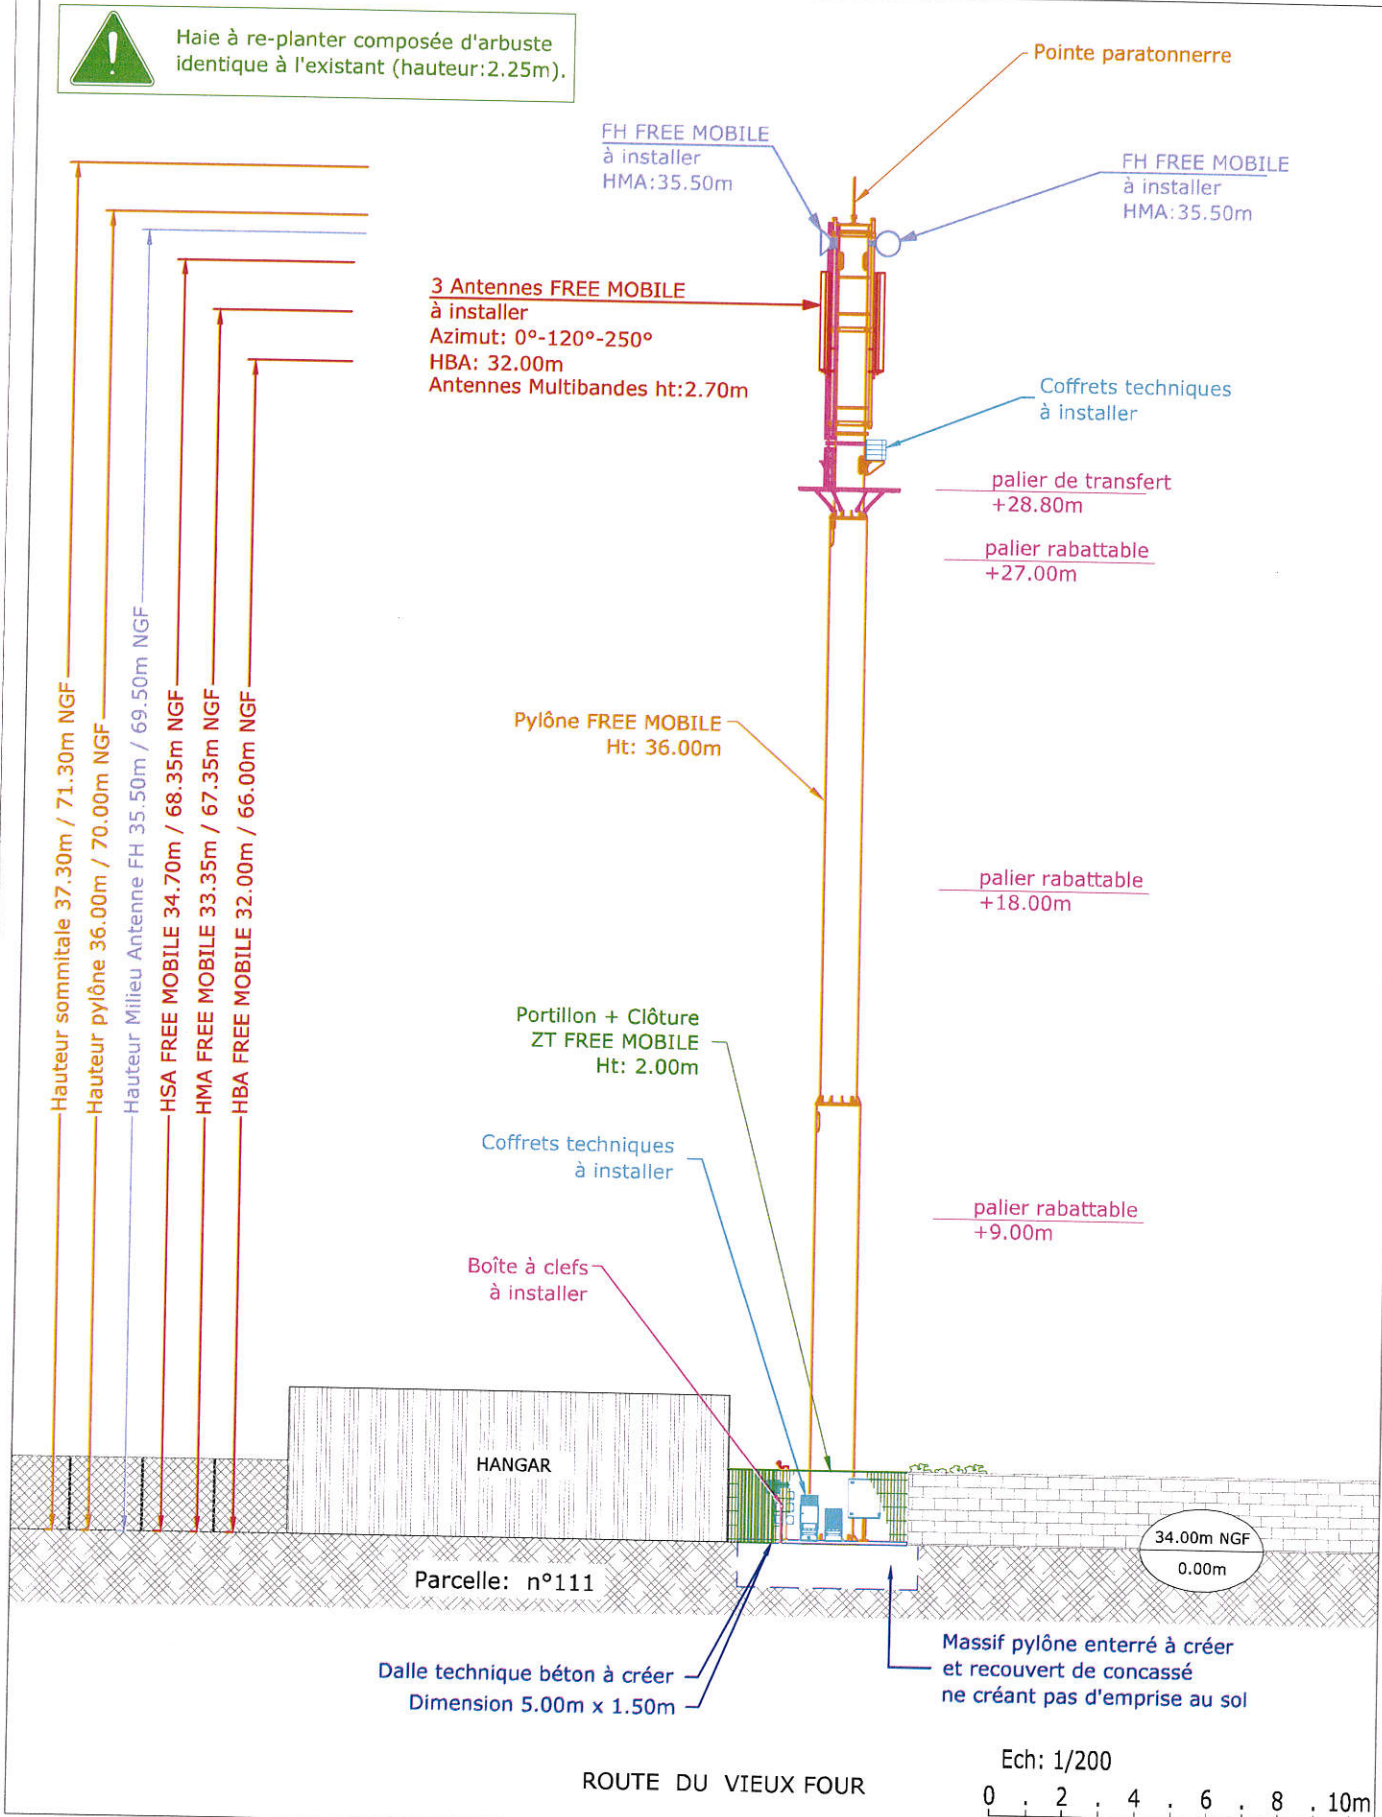 Haie à re-planter composée d'arbuste
identique à l'existant (hauteur:2.25m).
Pointe paratonnerre
FH FREE MOBILE
à installer
HMA:35.50m
FH FREE MOBILE
à installer
HMA:35.50m
3 Antennes FREE MOBILE
à installer
Azimut: 0°-120°-250°
HBA: 32.00m
Antennes Multibandes ht:2.70m
Coffrets techniques
à installer
palier de transfert
+28.80m
palier rabattable
+27.00m
Hauteur sommitale 37.30m / 71.30m NGF
Hauteur pylône 36.00m / 70.00m NGF
Hauteur Milieu Antenne FH 35.50m / 69.50m NGF
HSA FREE MOBILE 34.70m / 68.35m NGF
HMA FREE MOBILE 33.35m / 67.35m NGF
HBA FREE MOBILE 32.00m / 66.00m NGF
Pylône FREE MOBILE
Ht: 36.00m
palier rabattable
+18.00m
Portillon + Clôture
ZT FREE MOBILE
Ht: 2.00m
Coffrets techniques
à installer
palier rabattable
+9.00m
Boîte à clefs
à installer
HANGAR
34.00m NGF
0.00m
Parcelle: n°111
Dalle technique béton à créer
Dimension 5.00m x 1.50m
Massif pylône enterré à créer
et recouvert de concassé
ne créant pas d'emprise au sol
Ech: 1/200
ROUTE DU VIEUX FOUR
0 . 2 . 4 . 6 . 8 . 10m